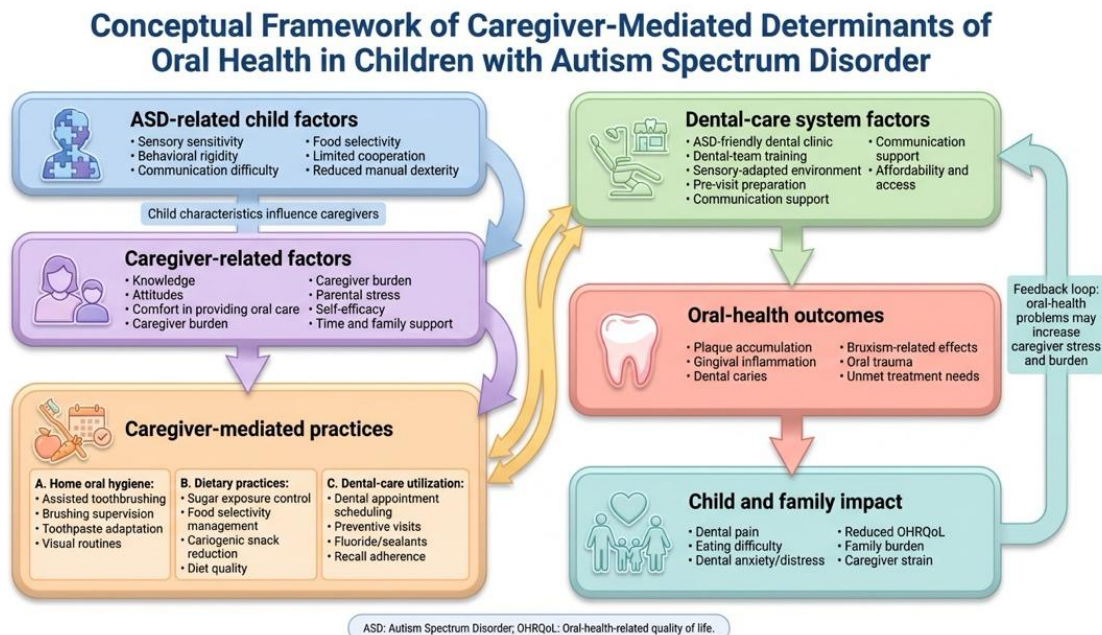 Conceptual Framework of Caregiver-Mediated Determinants of
Oral Health in Children with Autism Spectrum Disorder
ASD-related child factors
• Sensory sensitivity
• Behavioral rigidity
• Communication difficulty
• Food selectivity
• Limited cooperation
• Reduced manual dexterity
Child characteristics influence caregivers
Caregiver-related factors
• Knowledge
• Attitudes
• Comfort in providing oral care
• Caregiver burden
• Caregiver burden
• Parental stress
• Self-efficacy
• Time and family support
Caregiver-mediated practices
A. Home oral hygiene:
• Assisted toothbrushing
• Brushing supervision
• Toothpaste adaptation
• Visual routines
B. Dietary practices:
• Sugar exposure control
• Food selectivity
management
• Cariogenic snack
reduction
• Diet quality
C. Dental-care utilization:
• Dental appointment
scheduling
• Preventive visits
• Fluoride/sealants
• Recall adherence
Dental-care system factors
• ASD-friendly dental clinic
• Dental-team training
• Sensory-adapted environment
• Pre-visit preparation
• Communication support
• Communication
support
• Affordability and
access
Oral-health outcomes
• Plaque accumulation
• Gingival inflammation
• Dental caries
• Bruxism-related effects
• Oral trauma
• Unmet treatment needs
Child and family impact
• Dental pain
• Eating difficulty
• Dental anxiety/distress
• Reduced OHRQoL
• Family burden
• Caregiver strain
Feedback loop:
oral-health
problems may
increase
caregiver stress
and burden
ASD: Autism Spectrum Disorder; OHRQoL: Oral-health-related quality of life.